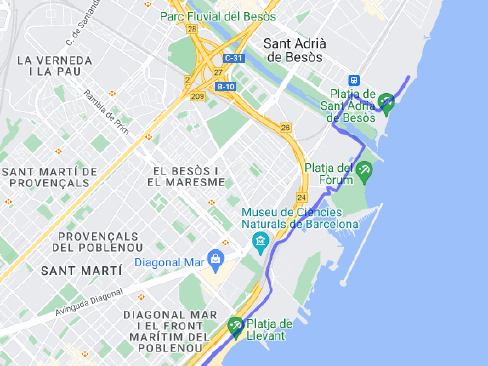 Parc Fluvial del Besòs
C. de Santander
28
C-31
27
B-10
209
Sant Adrià
de Besòs
LA VERNEDA
I LA PAU
Rambla de Prim
26
Platja de
Sant Adrià
de Besòs
SANT MARTÍ DE
PROVENÇALS
EL BESÒS I
EL MARESME
Platja del
Fòrum
24
Museu de Ciències
Naturals de Barcelona
PROVENÇALS
DEL POBLENOU
Diagonal Mar
SANT MARTÍ
Avinguda Diagonal
DIAGONAL MAR
I EL FRONT
MARÍTIM DEL
POBLENOU
Platja de
Llevant